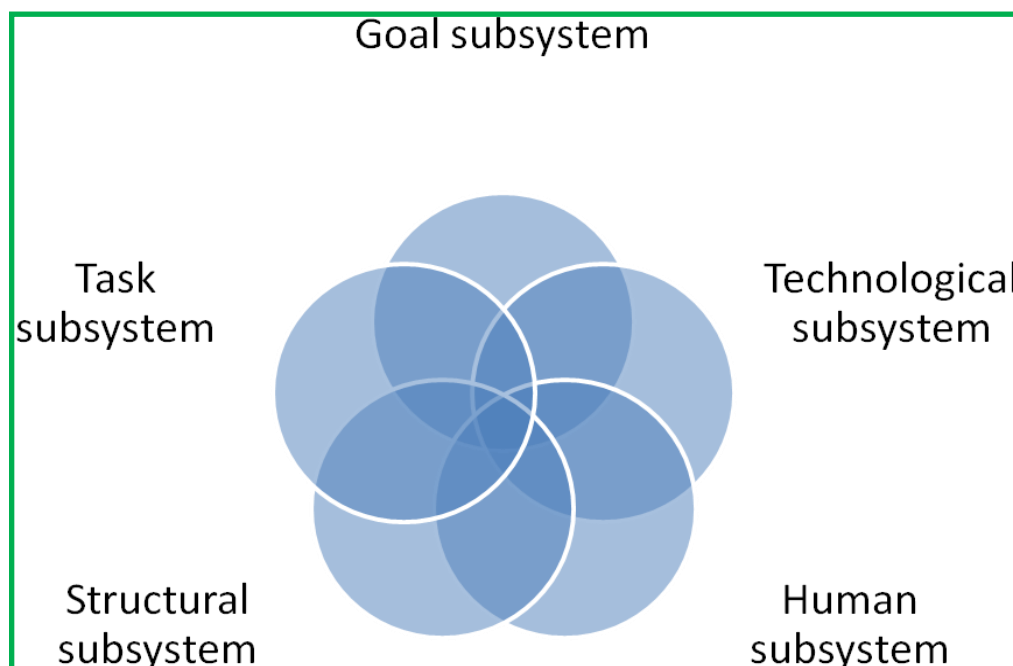 Goal subsystem
Task
subsystem
Technological
subsystem
Structural
subsystem
Human
subsystem